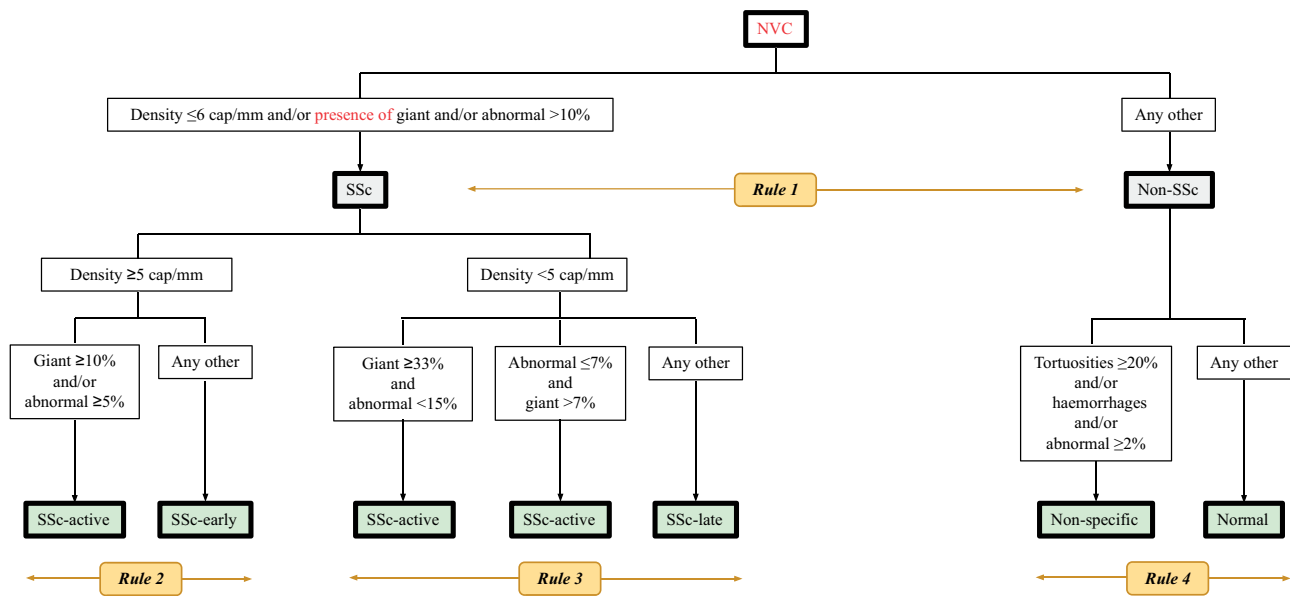 NVC
Density ≤6 cap/mm and/or presence of giant and/or abnormal >10%
Any other
SSc
Rule 1
Non-SSc
Density ≥5 cap/mm
Density <5 cap/mm
Giant ≥10%
and/or
abnormal ≥5%
Any other
Giant ≥33%
and
abnormal <15%
Abnormal ≤7%
and
giant >7%
Any other
Tortuosities ≥20%
and/or
haemorrhages
and/or
abnormal ≥2%
Any other
SSc-active
SSc-early
SSc-active
SSc-active
SSc-late
Non-specific
Normal
Rule 2
Rule 3
Rule 4